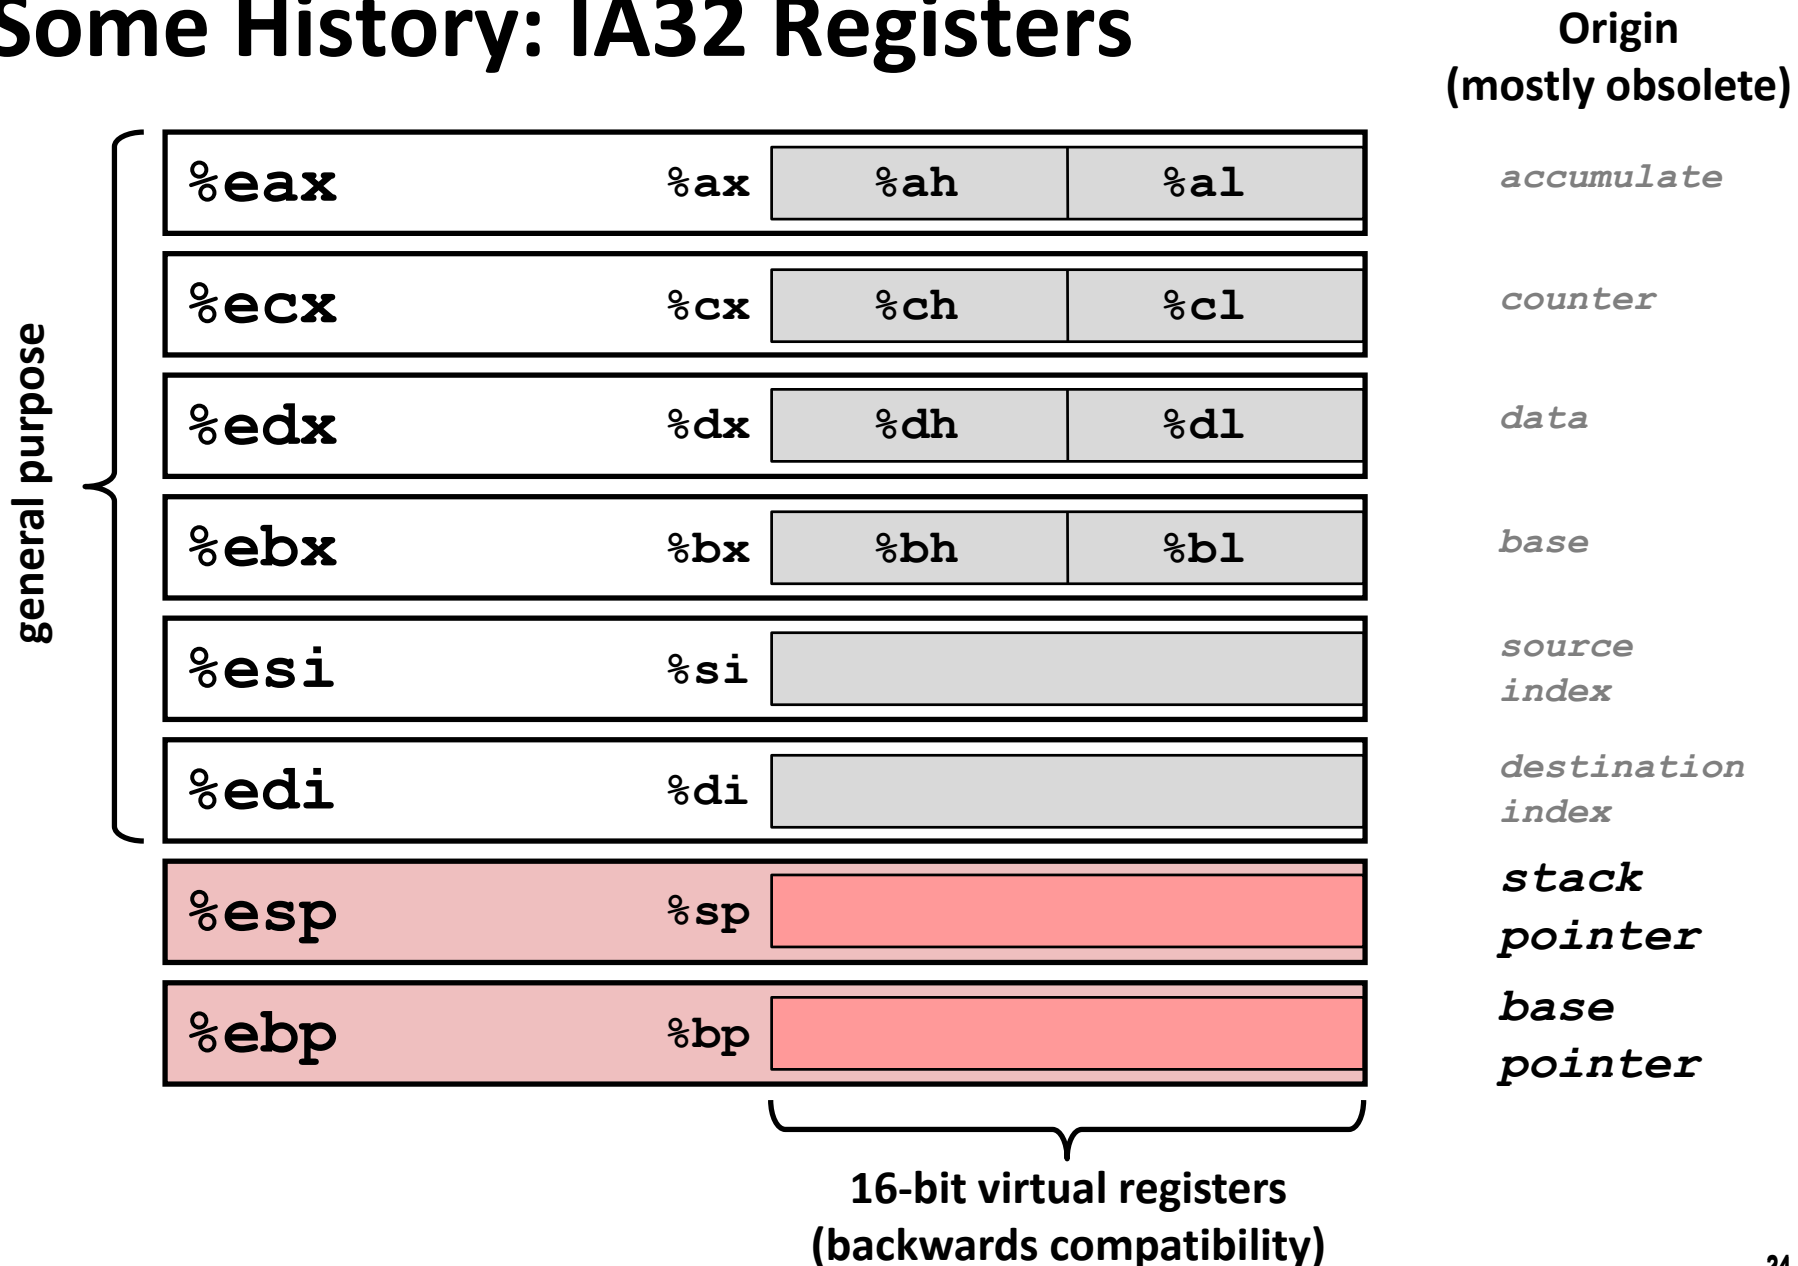 Some History: IA32 Registers
Origin
(mostly obsolete)
general purpose
%eax %ax %ah %al accumulate
%ecx %cx %ch %cl counter
%edx %dx %dh %dl data
%ebx %bx %bh %bl base
%esi %si source
index
%edi %di destination
index
%esp %sp stack
pointer
%ebp %bp base
pointer
16-bit virtual registers
(backwards compatibility)